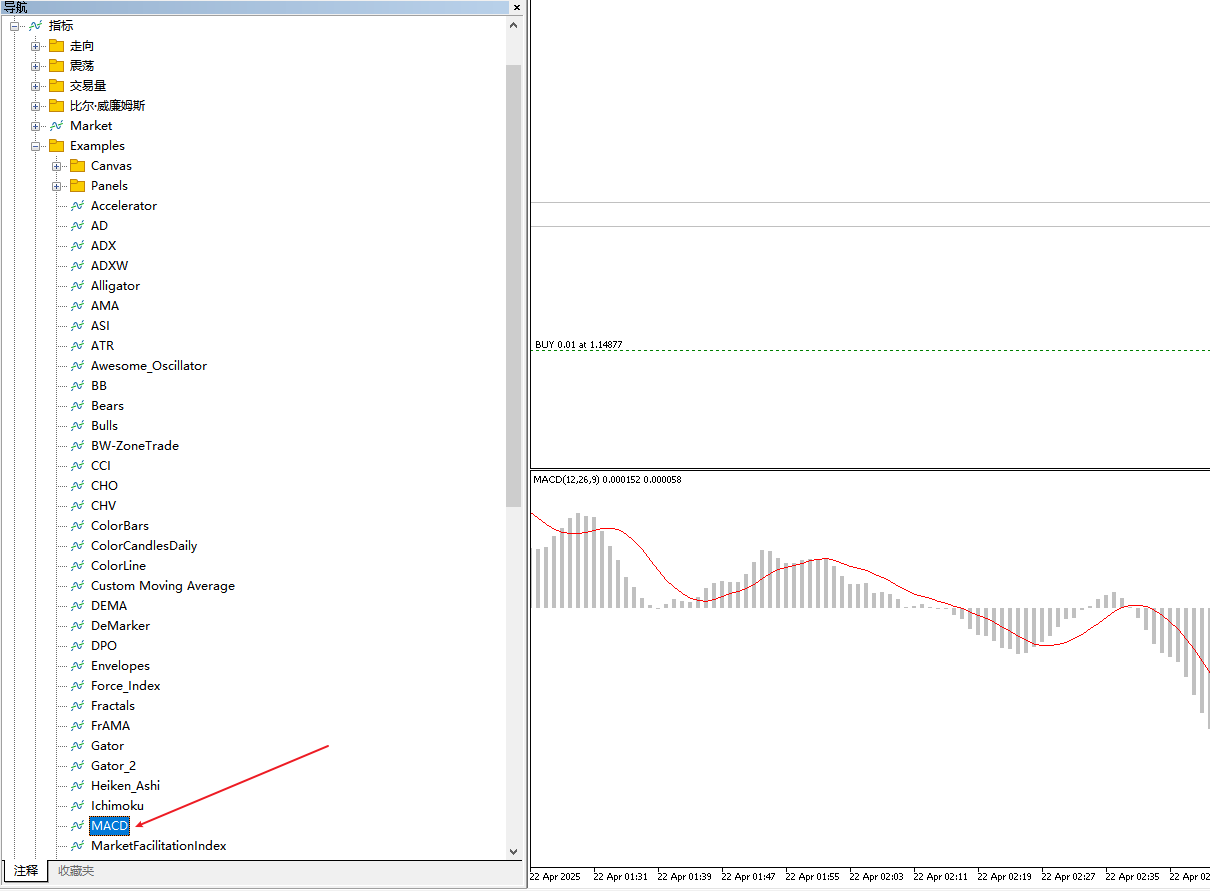 导航
指标
走向
震荡
交易量
比尔·威廉姆斯
Market
Examples
Canvas
Panels
Accelerator
AD
ADX
ADXW
Alligator
AMA
ASI
ATR
Awesome_Oscillator
BB
Bears
Bulls
BW-ZoneTrade
CCI
CHO
CHV
ColorBars
ColorCandlesDaily
ColorLine
Custom Moving Average
DEMA
DeMarker
DPO
Envelopes
Force_Index
Fractals
FrAMA
Gator
Gator_2
Heiken_Ashi
Ichimoku
MACD
MarketFacilitationIndex
注释 收藏夹
BUY 0.01 at 1.14877
MACD(12,26,9) 0.000152 0.000058
22 Apr 2025 22 Apr 01:31 22 Apr 01:39 22 Apr 01:47 22 Apr 01:55 22 Apr 02:03 22 Apr 02:11 22 Apr 02:19 22 Apr 02:27 22 Apr 02:35 22 Apr 02